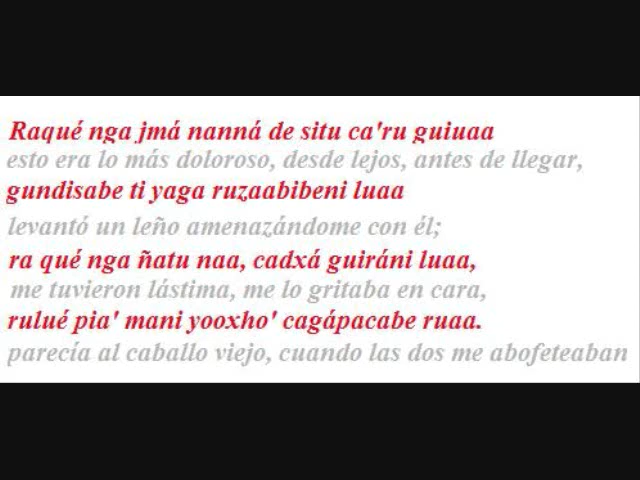 Raqué nga jmá nanná de situ ca'ru guiuaa
esto era lo más doloroso, desde lejos, antes de llegar,
gundisabe ti yaga ruzaabibeni luaa
levantó un leño amenazándome con él;
ra qué nga ñatu naa, cadxá guiráni luaa,
me tuvieron lástima, me lo gritaba en cara,
rulué pia' mani yooxho' cagápacabe ruaa.
parecía al caballo viejo, cuando las dos me abofeteaban